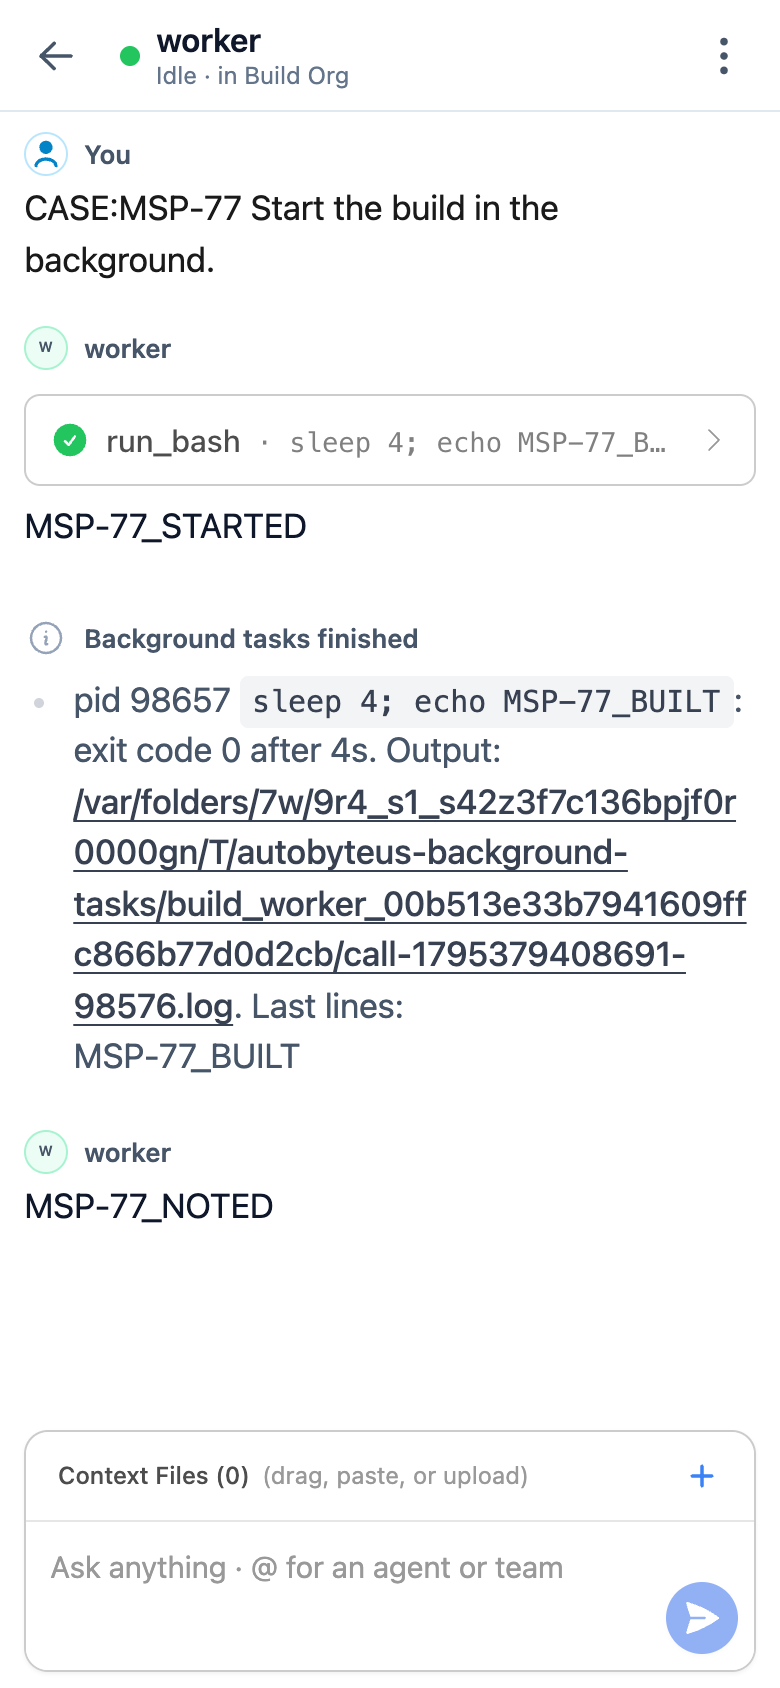 worker
Idle · in Build Org
You
CASE:MSP-77 Start the build in the
background.
W
worker
run_bash · sleep 4; echo MSP-77_B…
MSP-77_STARTED
Background tasks finished
pid 98657 sleep 4; echo MSP-77_BUILT :
exit code 0 after 4s. Output:
/var/folders/7w/9r4_s1_s42z3f7c136bpjf0r
0000gn/T/autobyteus-background-
tasks/build_worker_00b513e33b7941609ff
c866b77d0d2cb/call-1795379408691-
98576.log. Last lines:
MSP-77_BUILT
W
worker
MSP-77_NOTED
Context Files (0) (drag, paste, or upload)
Ask anything · @ for an agent or team